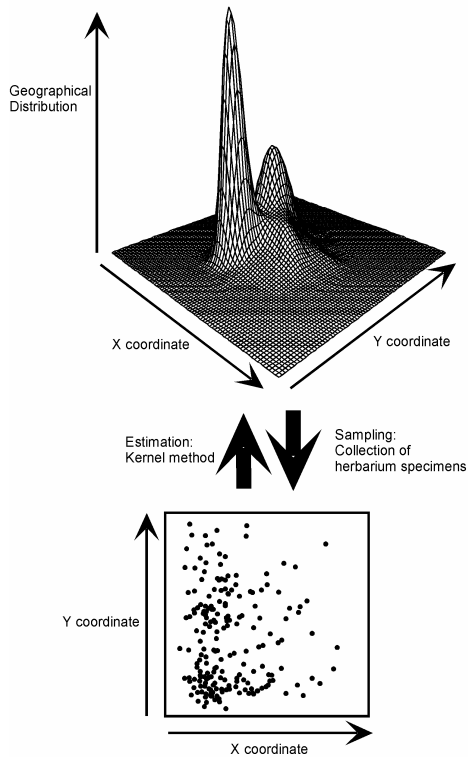 Geographical
Distribution
X coordinate
Y coordinate
Estimation:
Kernel method
Sampling:
Collection of
herbarium specimens
Y coordinate
X coordinate